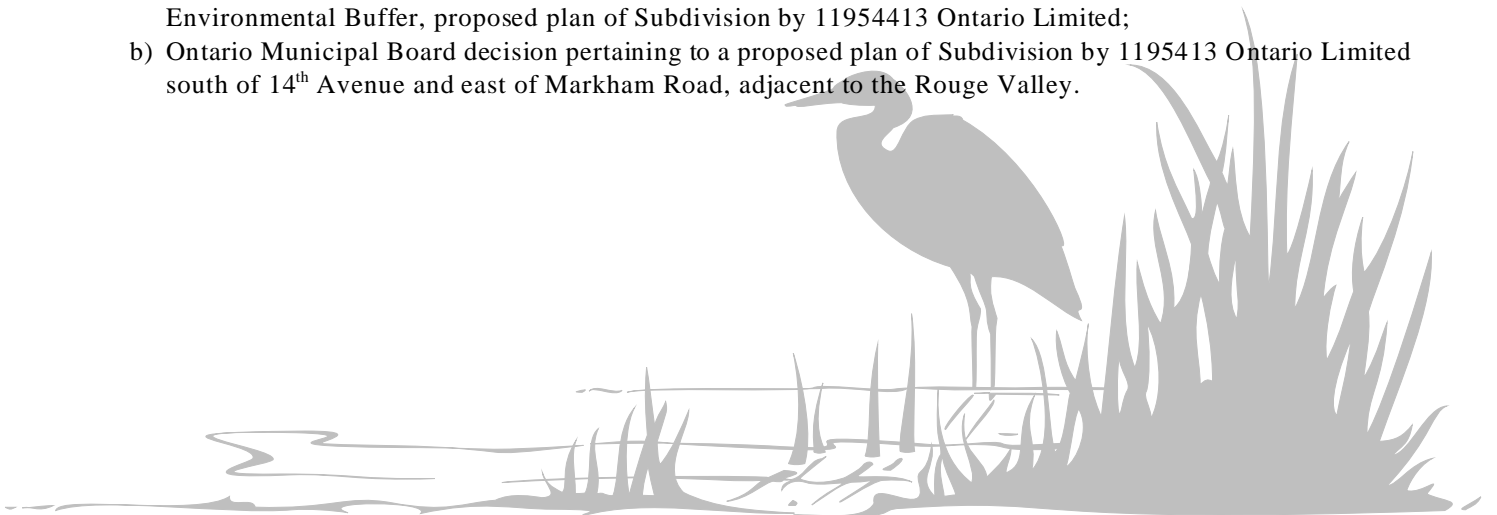 Environmental Buffer, proposed plan of Subdivision by 11954413 Ontario Limited;
b) Ontario Municipal Board decision pertaining to a proposed plan of Subdivision by 1195413 Ontario Limited
south of 14th Avenue and east of Markham Road, adjacent to the Rouge Valley.